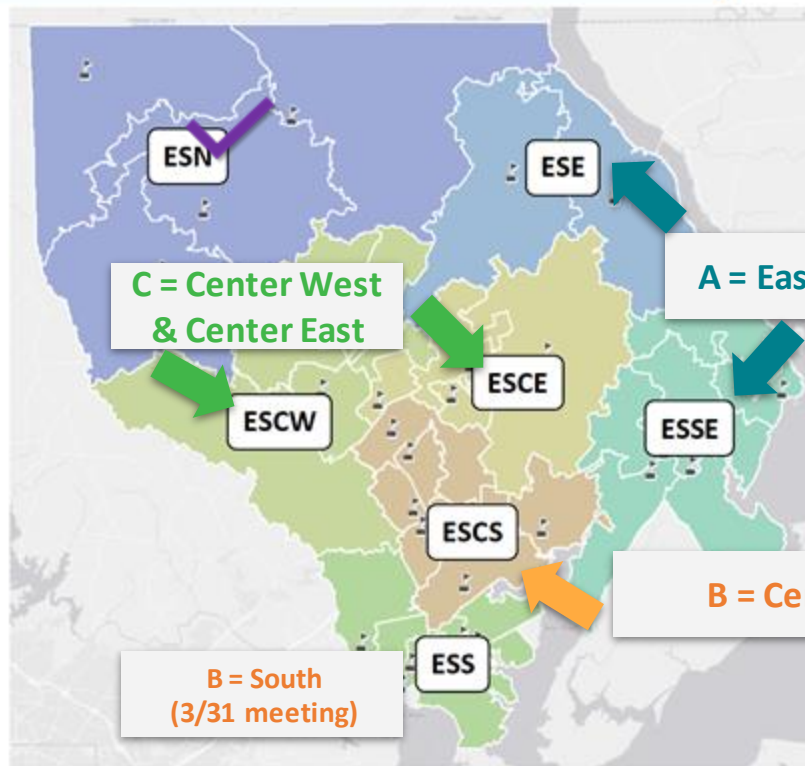 ESN
ESE
A = Eas
C = Center West
& Center East
ESCE
ESCW
ESSE
ESCS
B = Ce
ESS
B = South
(3/31 meeting)